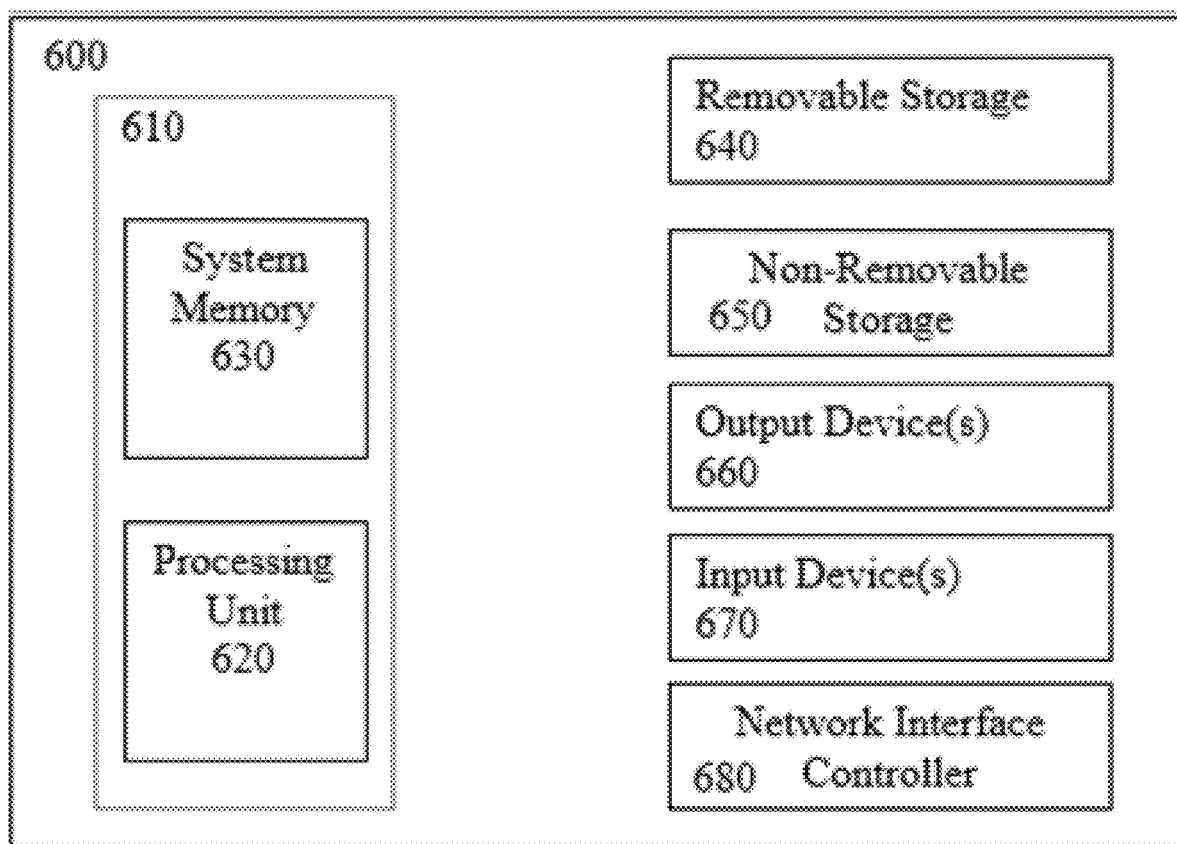 600
610
System
Memory
630
Processing
Unit
620
Removable Storage
640
Non-Removable
650 Storage
Output Device(s)
660
Input Device(s)
670
Network Interface
680 Controller